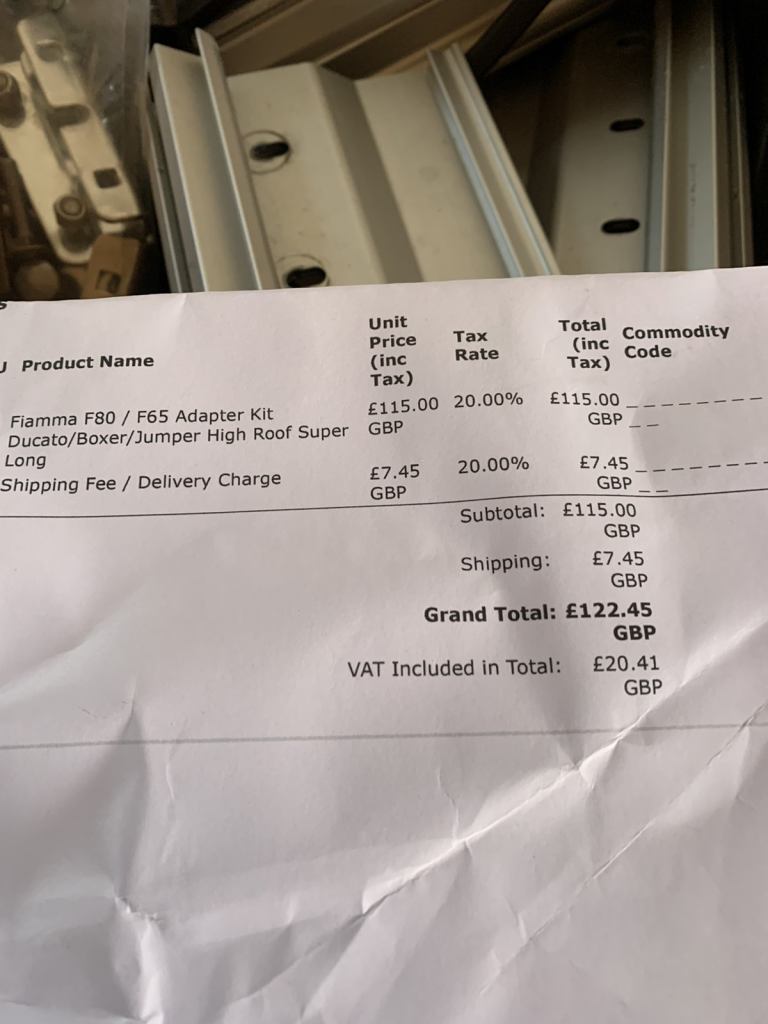 Product Name
Unit Price (inc Tax)
Tax Rate
Total (inc Tax)
Commodity Code
Fiamma F80 / F65 Adapter Kit
Ducato/Boxer/Jumper High Roof Super
Long
£115.00 GBP
20.00%
£115.00 GBP
Shipping Fee / Delivery Charge
£7.45 GBP
20.00%
£7.45 GBP
Subtotal: £115.00 GBP
Shipping: £7.45 GBP
Grand Total: £122.45 GBP
VAT Included in Total: £20.41 GBP